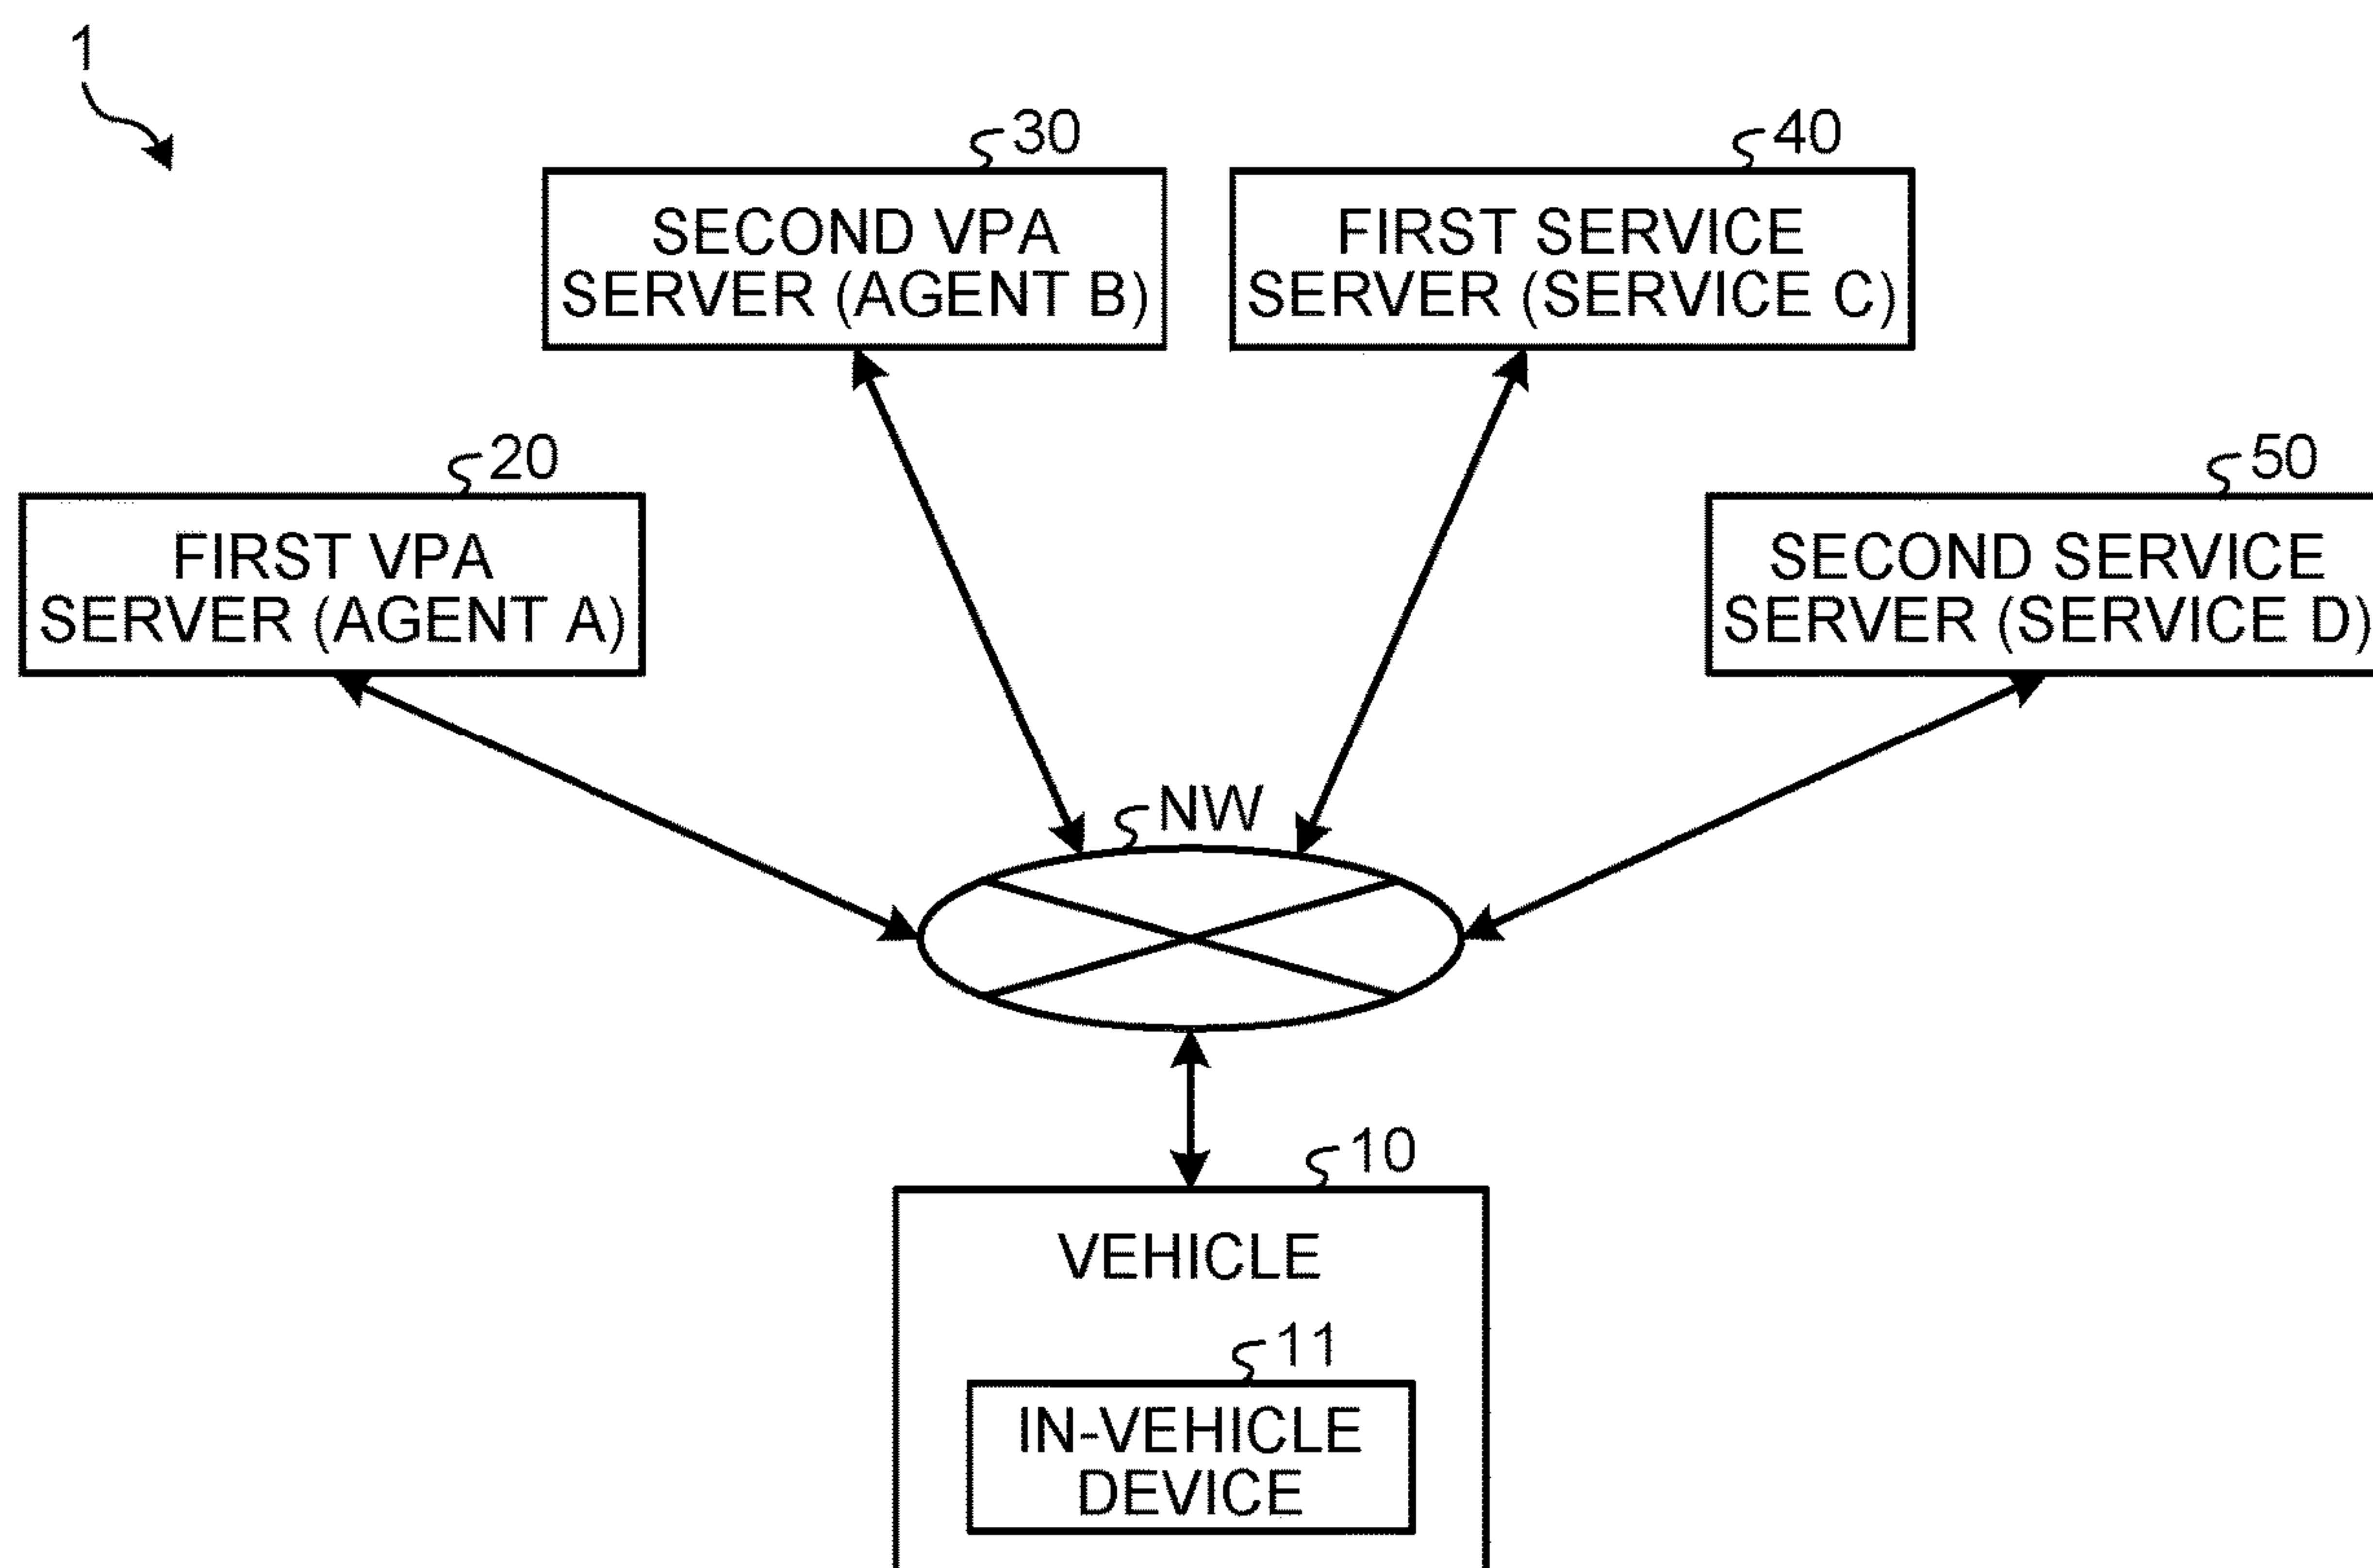 1
30
SECOND VPA
SERVER (AGENT B)
40
FIRST SERVICE
SERVER (SERVICE C)
20
FIRST VPA
SERVER (AGENT A)
50
SECOND SERVICE
SERVER (SERVICE D)
NW
10
VEHICLE
11
IN-VEHICLE
DEVICE